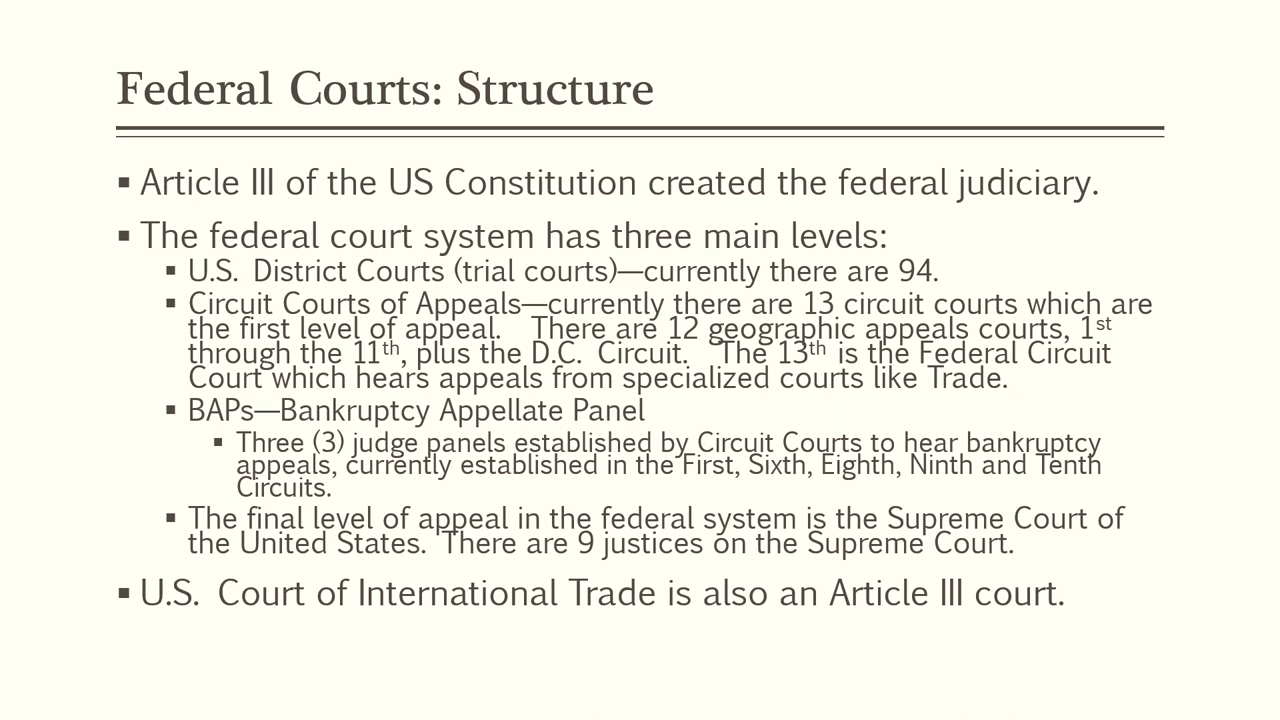 Federal Courts: Structure
▪ Article III of the US Constitution created the federal judiciary.
▪ The federal court system has three main levels:
▪ U.S. District Courts (trial courts)—currently there are 94.
▪ Circuit Courts of Appeals—currently there are 13 circuit courts which are
the first level of appeal. There are 12 geographic appeals courts, 1st
through the 11th, plus the D.C. Circuit. The 13th is the Federal Circuit
Court which hears appeals from specialized courts like Trade.
▪ BAPs—Bankruptcy Appellate Panel
▪ Three (3) judge panels established by Circuit Courts to hear bankruptcy
appeals, currently established in the First, Sixth, Eighth, Ninth and Tenth
Circuits.
▪ The final level of appeal in the federal system is the Supreme Court of
the United States. There are 9 justices on the Supreme Court.
▪ U.S. Court of International Trade is also an Article III court.